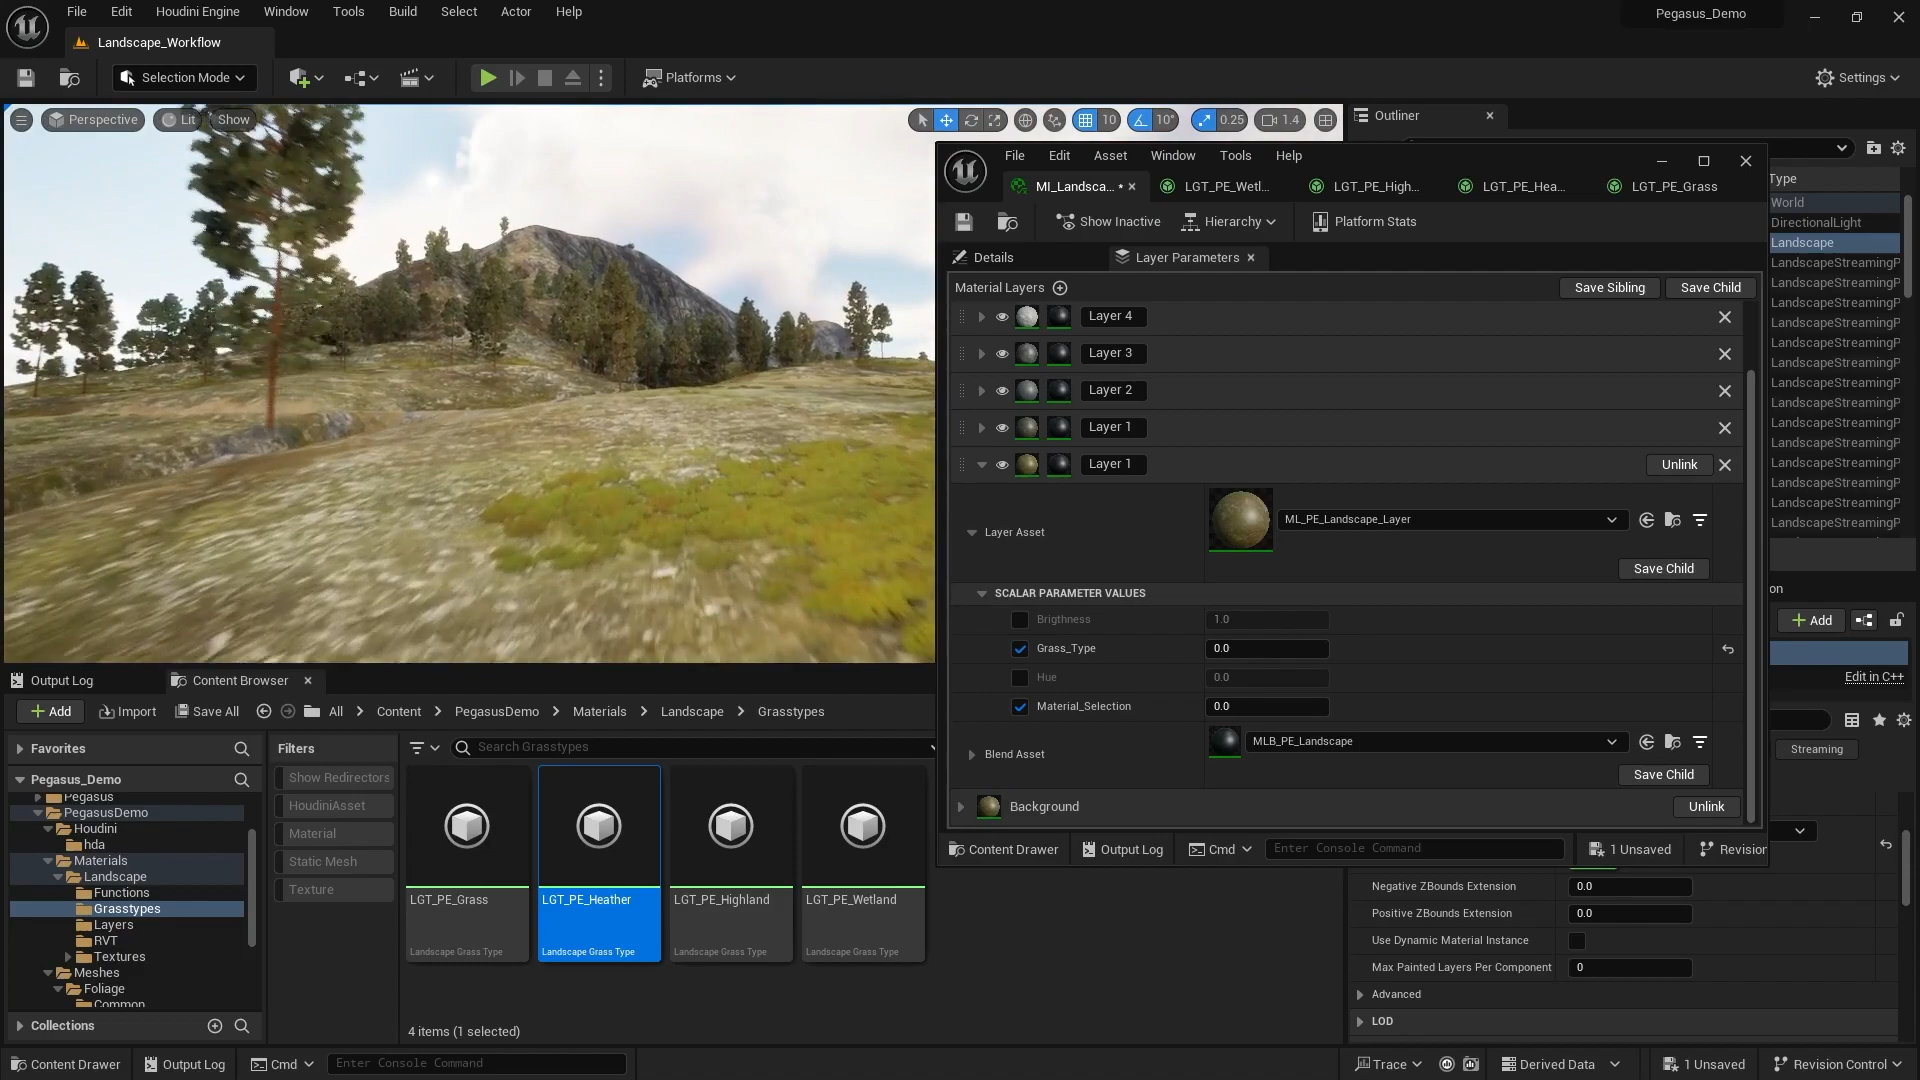 File Edit Houdini Engine Window Tools Build Select Actor Help
Pegasus_Demo
Landscape_Workflow
Selection Mode
Platforms
Settings
Perspective
Lit
Show
10
10°
0.25
1.4
Outliner
Type
World
DirectionalLight
Landscape
LandscapeStreamingP
LandscapeStreamingP
LandscapeStreamingP
LandscapeStreamingP
LandscapeStreamingP
LandscapeStreamingP
LandscapeStreamingP
LandscapeStreamingP
LandscapeStreamingP
LandscapeStreamingP
LandscapeStreamingP
LandscapeStreamingP
LandscapeStreamingP
LandscapeStreamingP
File Edit Asset Window Tools Help
MI_Landsca... *
LGT_PE_Wetl...
LGT_PE_High...
LGT_PE_Hea...
LGT_PE_Grass
Show Inactive
Hierarchy
Platform Stats
Details
Layer Parameters
Material Layers
Save Sibling
Save Child
Layer 4
Layer 3
Layer 2
Layer 1
Layer 1
Unlink
Layer Asset
ML_PE_Landscape_Layer
Save Child
SCALAR PARAMETER VALUES
Brigthness 1.0
Grass_Type 0.0
Hue 0.0
Material_Selection 0.0
Blend Asset
MLB_PE_Landscape
Save Child
Background
Unlink
Content Drawer
Output Log
Cmd
Enter Console Command
1 Unsaved
Revision
on
Add
Edit in C++
Streaming
Negative ZBounds Extension 0.0
Positive ZBounds Extension 0.0
Use Dynamic Material Instance
Max Painted Layers Per Component 0
Advanced
LOD
Output Log
Content Browser
Add
Import
Save All
All > Content > PegasusDemo > Materials > Landscape > Grasstypes
Favorites
Pegasus_Demo
Pegasus
PegasusDemo
Houdini
hda
Materials
Landscape
Functions
Grasstypes
Layers
RVT
Textures
Meshes
Foliage
Common
Collections
Filters
Show Redirectors
HoudiniAsset
Material
Static Mesh
Texture
Search Grasstypes
LGT_PE_Grass
Landscape Grass Type
LGT_PE_Heather
Landscape Grass Type
LGT_PE_Highland
Landscape Grass Type
LGT_PE_Wetland
Landscape Grass Type
4 items (1 selected)
Content Drawer
Output Log
Cmd
Enter Console Command
Trace
Derived Data
1 Unsaved
Revision Control